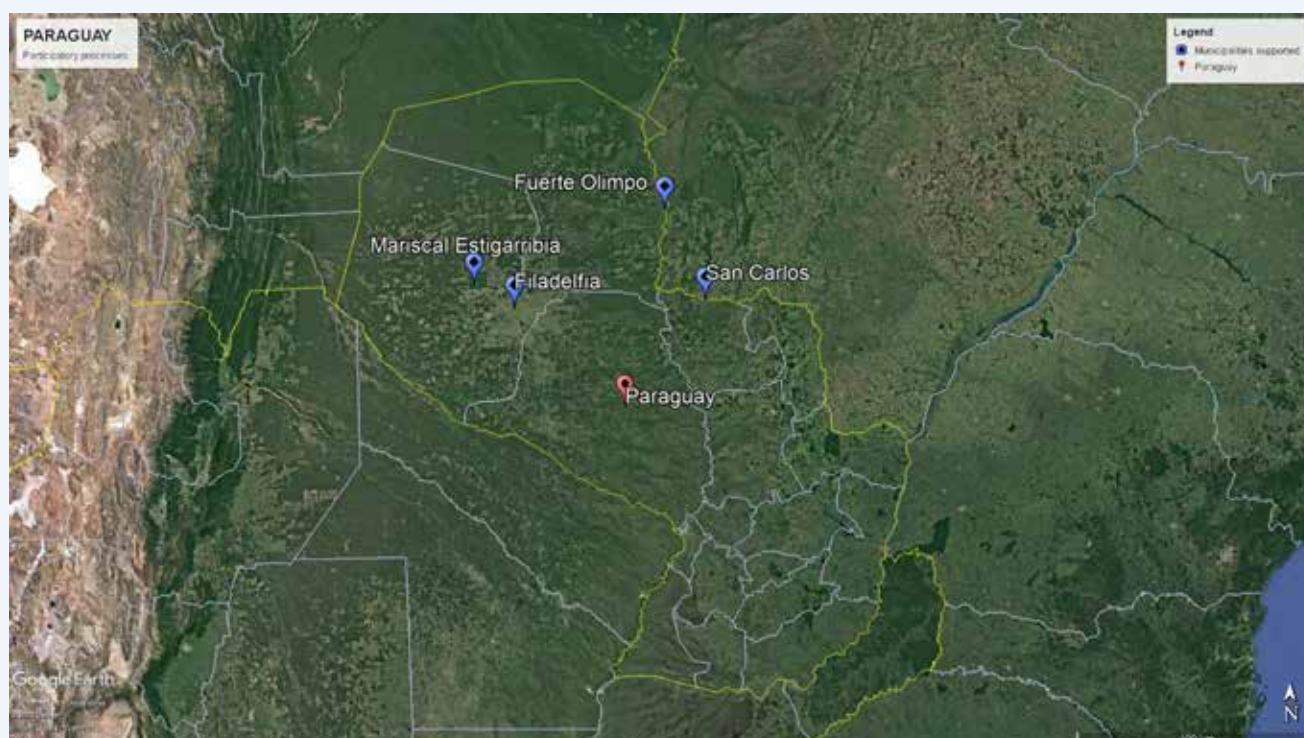 PARAGUAY
Participatory processes
Legend
Municipalities supported
Paraguay
Fuerte Olimpo
Mariscal Estigarribia
Filadelfia
San Carlos
Paraguay
Google Earth
N